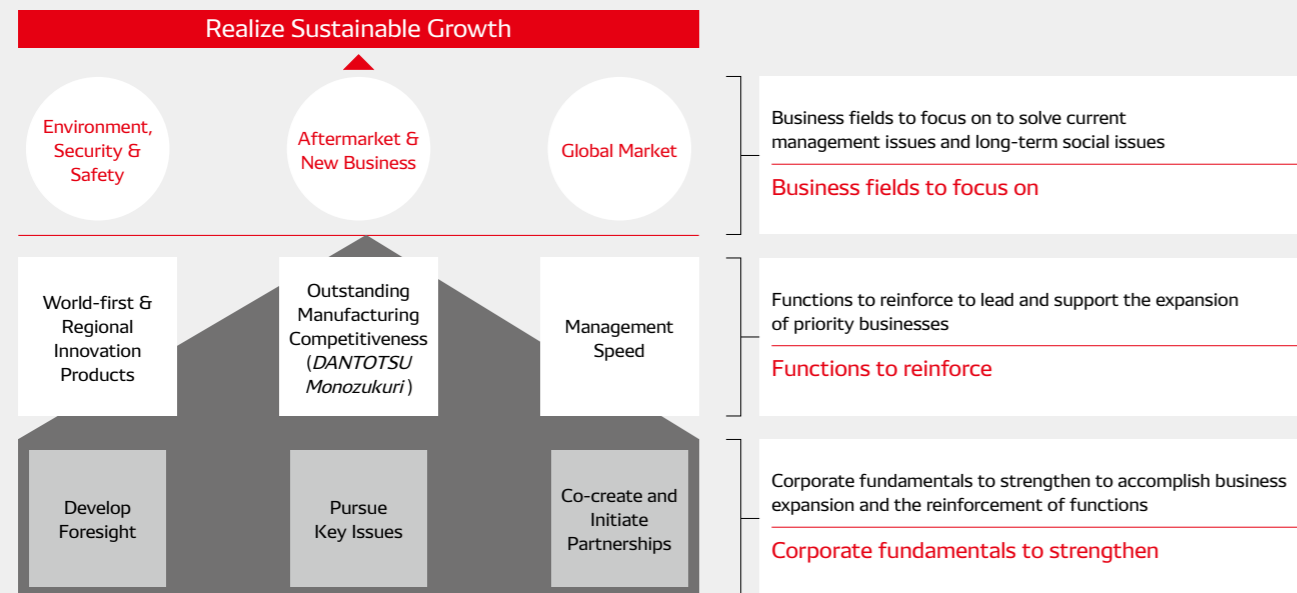 Realize Sustainable Growth
Environment,
Security &
Safety
Aftermarket &
New Business
Global Market
Business fields to focus on to solve current
management issues and long-term social issues
Business fields to focus on
World-first &
Regional
Innovation
Products
Outstanding
Manufacturing
Competitiveness
(DANTOTSU
Monozukuri)
Management
Speed
Functions to reinforce to lead and support the expansion
of priority businesses
Functions to reinforce
Develop
Foresight
Pursue
Key Issues
Co-create and
Initiate
Partnerships
Corporate fundamentals to strengthen to accomplish business
expansion and the reinforcement of functions
Corporate fundamentals to strengthen